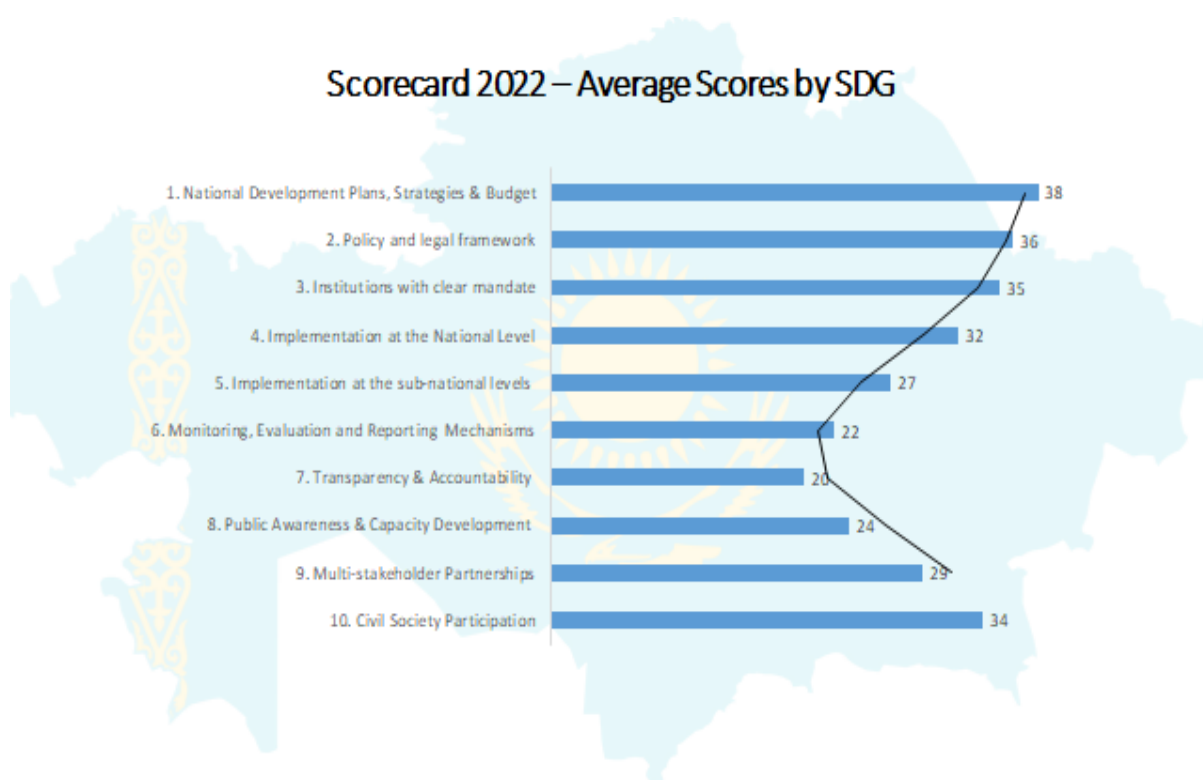 Scorecard 2022 – Average Scores by SDG
1. National Development Plans, Strategies & Budget 38
2. Policy and legal framework 36
3. Institutions with clear mandate 35
4. Implementation at the National Level 32
5. Implementation at the sub-national levels 27
6. Monitoring, Evaluation and Reporting Mechanisms 22
7. Transparency & Accountability 20
8. Public Awareness & Capacity Development 24
9. Multi-stakeholder Partnerships 29
10. Civil Society Participation 34